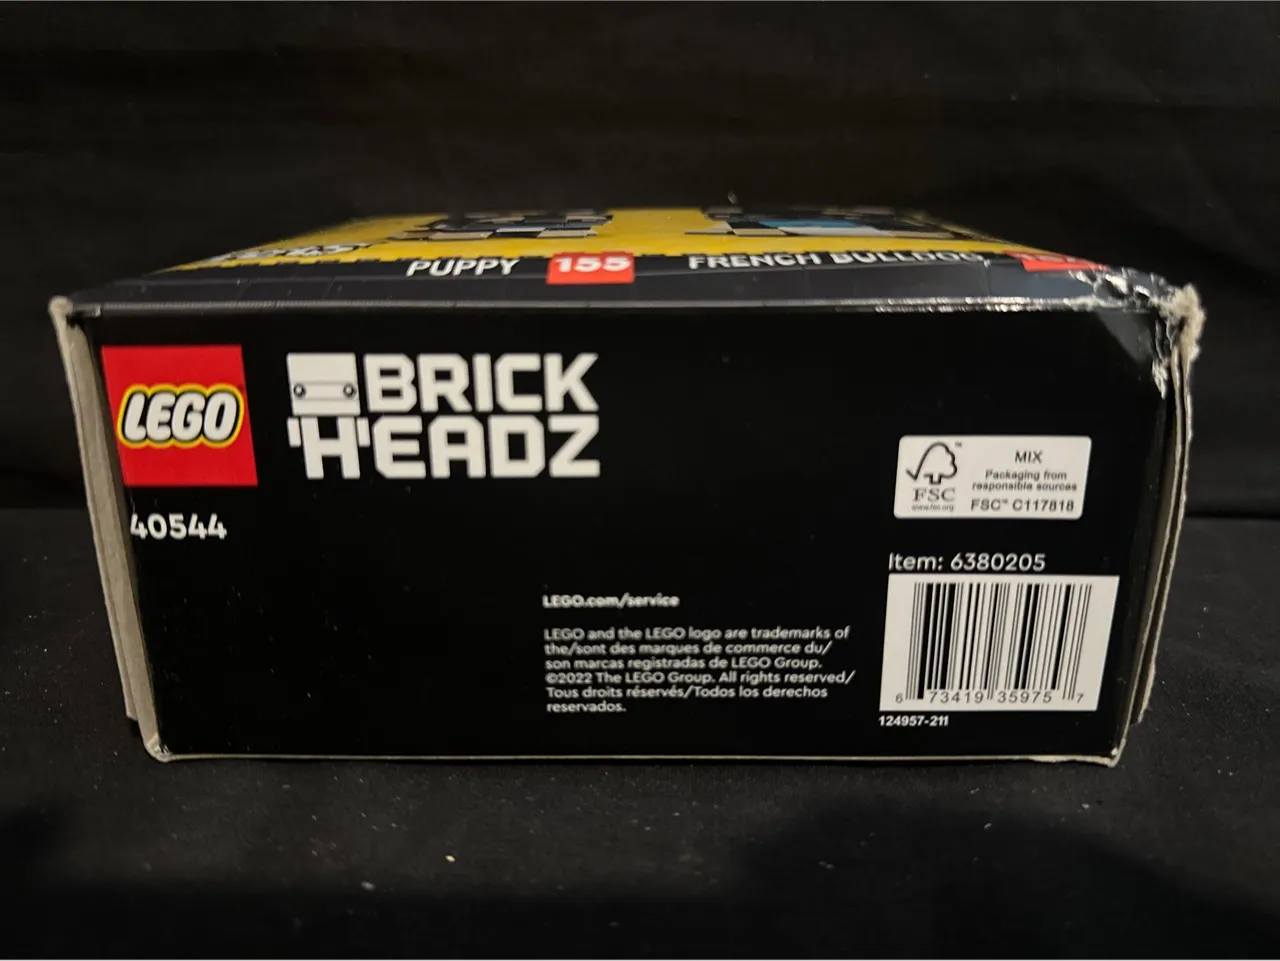 PUPPY 155 FRENCH BULLDOG
LEGO
BRICK
HEADZ
40544
FSC
www.fsc.org
MIX
Packaging from
responsible sources
FSC™ C117818
Item: 6380205
6 73419 35975 7
124957-211
LEGO.com/service
LEGO and the LEGO logo are trademarks of
the/sont des marques de commerce du/
son marcas registradas de LEGO Group.
©2022 The LEGO Group. All rights reserved/
Tous droits réservés/Todos los derechos
reservados.